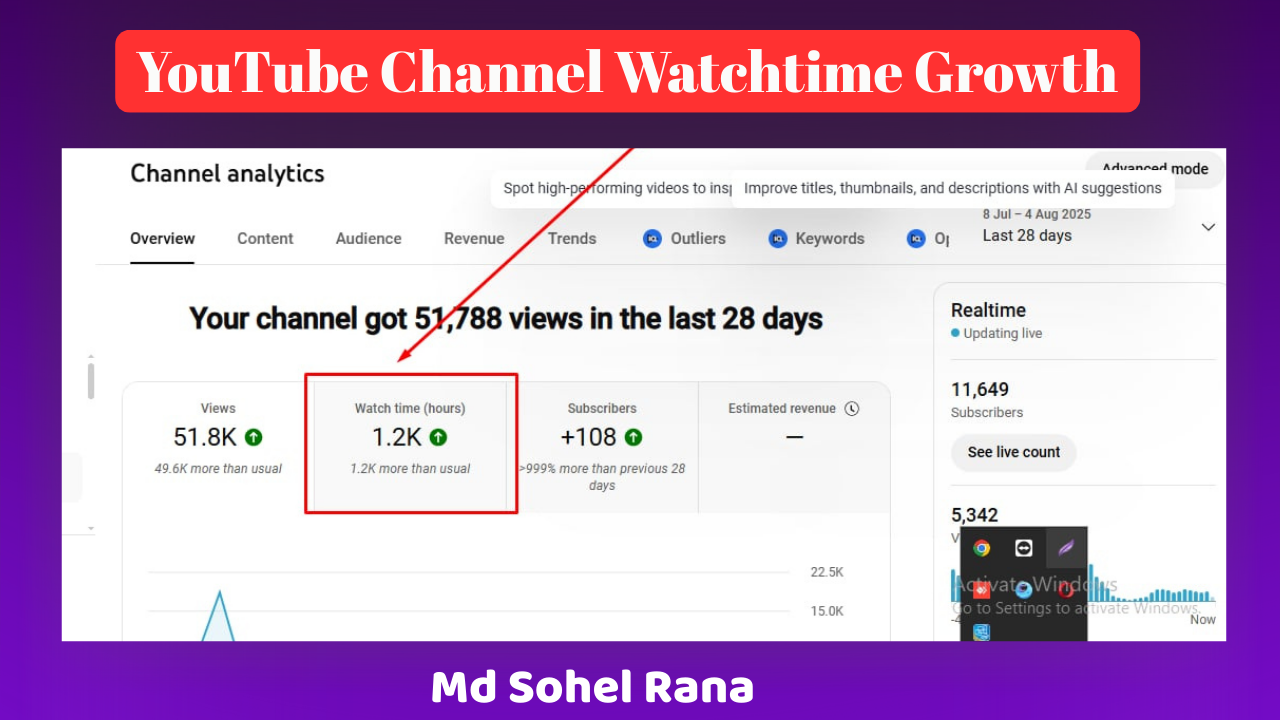 YouTube Channel Watchtime Growth
Channel analytics
Advanced mode
Spot high-performing videos to insp
Improve titles, thumbnails, and descriptions with AI suggestions
8 Jul – 4 Aug 2025
Last 28 days
Overview Content Audience Revenue Trends Outliers Keywords
Your channel got 51,788 views in the last 28 days
Realtime
Updating live
11,649
Subscribers
See live count
5,342
Views
51.8K
49.6K more than usual
Watch time (hours)
1.2K
1.2K more than usual
Subscribers
+108
>999% more than previous 28
days
Estimated revenue
—
22.5K
15.0K
Activate Windows
Go to Settings to activate Windows.
Now
Md Sohel Rana